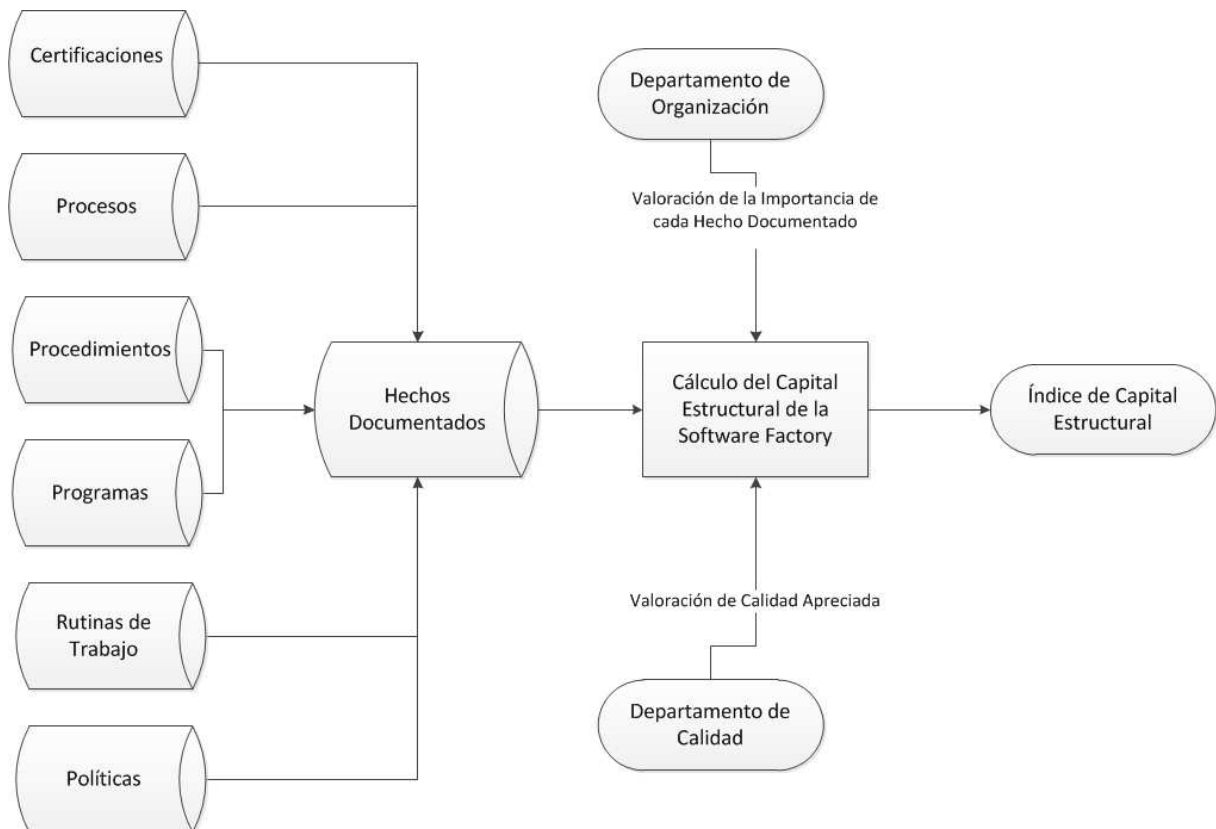 Certificaciones
Procesos
Procedimientos
Programas
Rutinas de
Trabajo
Políticas
Hechos
Documentados
Departamento de
Organización
Valoración de la Importancia de
cada Hecho Documentado
Cálculo del Capital
Estructural de la
Software Factory
Valoración de Calidad Apreciada
Departamento de
Calidad
Índice de Capital
Estructural